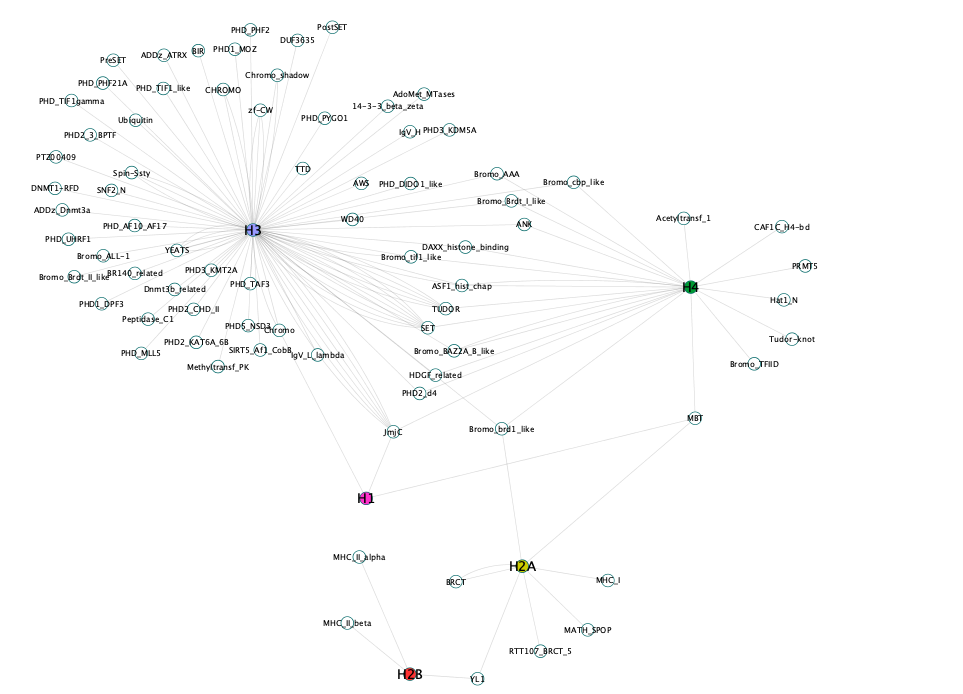 PostSET
PHD_PHF2
DUF3635
PHD1_MOZ
BIR
ADDz_ATRX
PreSET
Chromo_shadow
PHD_PHF21A
PHD_TIF1_like
CHROMO
AdoMet_MTases
PHD_TIF1gamma
14-3-3_beta_zeta
zf-CW
Ubiquitin
PHD_PYGO1
IgV_H
PHD3_KDM5A
PHD2_3_BPTF
PTZ00409
TTD
Spin-Ssty
Bromo_AAA
Bromo_cbp_like
DNMT1-RFD
SNF2_N
AWS
PHD_DIDO1_like
Bromo_Brdt_I_like
ADDz_Dnmt3a
WD40
Acetyltransf_1
PHD_AF10_AF17
ANK
CAF1C_H4-bd
H3
PHD_UHRF1
YEATS
DAXX_histone_binding
Bromo_ALL-1
Bromo_tif1_like
PRMT5
PHD3_KMT2A
Bromo_Brdt_II_like
BR140_related
PHD_TAF3
ASF1_hist_chap
H4
Dnmt3b_related
Hat1_N
PHD1_DPF3
PHD2_CHD_II
TUDOR
Peptidase_C1
PHD5_NSD3
Chromo
SET
Tudor-knot
PHD2_KAT6A_6B
PHD_MLL5
SIRT5_Af1_CobB
IgV_L_lambda
Bromo_BAZ2A_B_like
Methyltransf_PK
Bromo_TFIID
HDGF_related
PHD2_d4
MBT
JmjC
Bromo_brd1_like
H1
MHC_II_alpha
H2A
BRCT
MHC_I
MHC_II_beta
MATH_SPOP
RTT107_BRCT_5
H2B
YL1